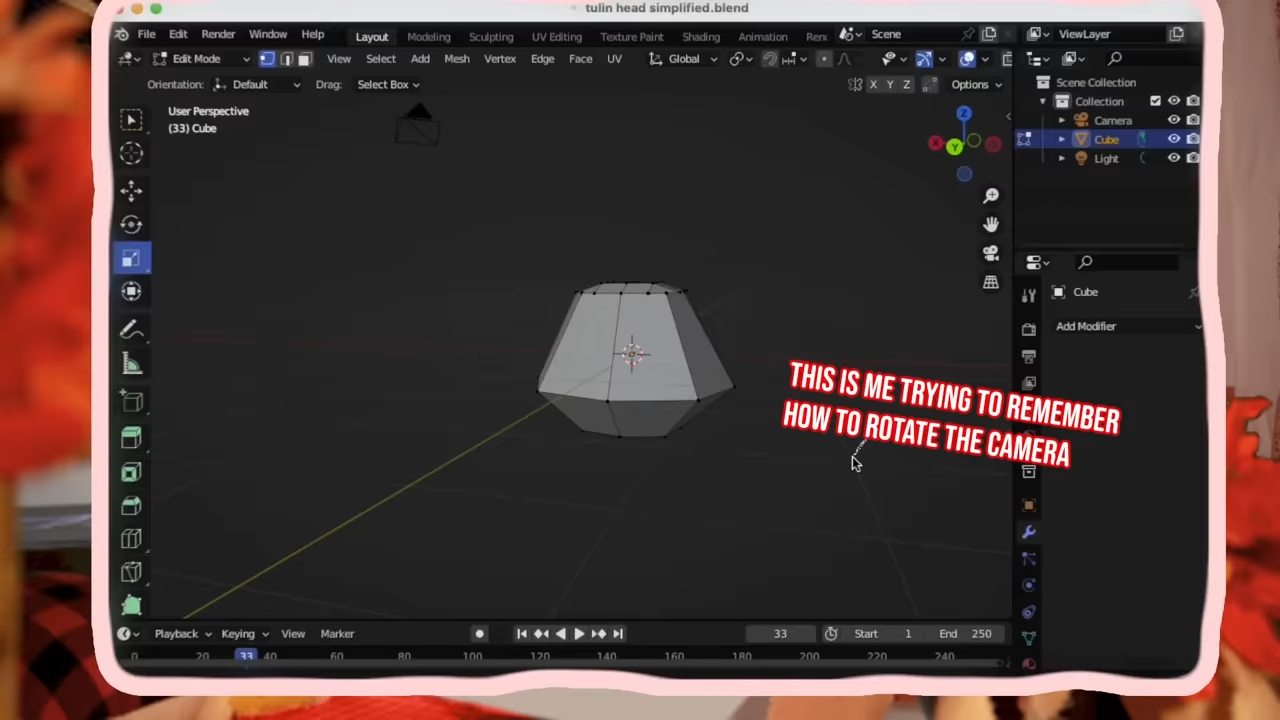 tulin head simplified.blend
File Edit Render Window Help Layout Modeling Sculpting UV Editing Texture Paint Shading Animation Ren Scene ViewLayer
Edit Mode View Select Add Mesh Vertex Edge Face UV Global
Orientation: Default Drag: Select Box X Y Z Options
Scene Collection
Collection
Camera
Cube
Light
User Perspective
(33) Cube
Z
X
Y
Cube
Add Modifier
THIS IS ME TRYING TO REMEMBER
HOW TO ROTATE THE CAMERA
Playback Keying View Marker 33 Start 1 End 250
0 20 33 40 60 80 100 120 140 160 180 200 220 240